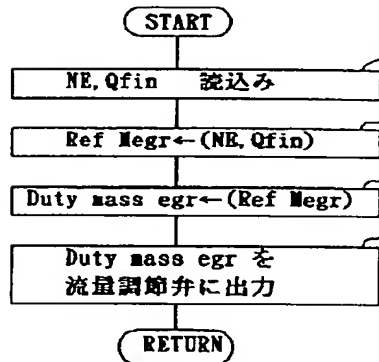 START
NE, Qfin 読込み
Ref Megr←(NE, Qfin)
Duty mass egr←(Ref Megr)
Duty mass egr を
流量調節弁に出力
RETURN